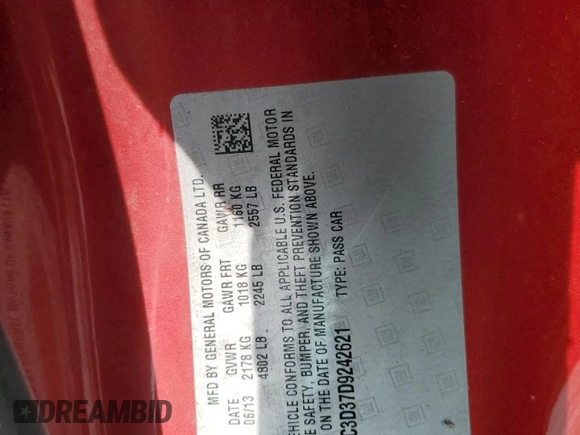 MFD BY GENERAL MOTORS OF CANADA LTD.
DATE GVWR GAWR FRT GAWR RR
06/13 2178 KG 1018 KG 1160 KG
4802 LB 2245 LB 2557 LB
VEHICLE CONFORMS TO ALL APPLICABLE U.S. FEDERAL MOTOR
SAFETY, BUMPER, AND THEFT PREVENTION STANDARDS IN
ON THE DATE OF MANUFACTURE SHOWN ABOVE.
C3D37D9242621 TYPE: PASS CAR
DREAMBID